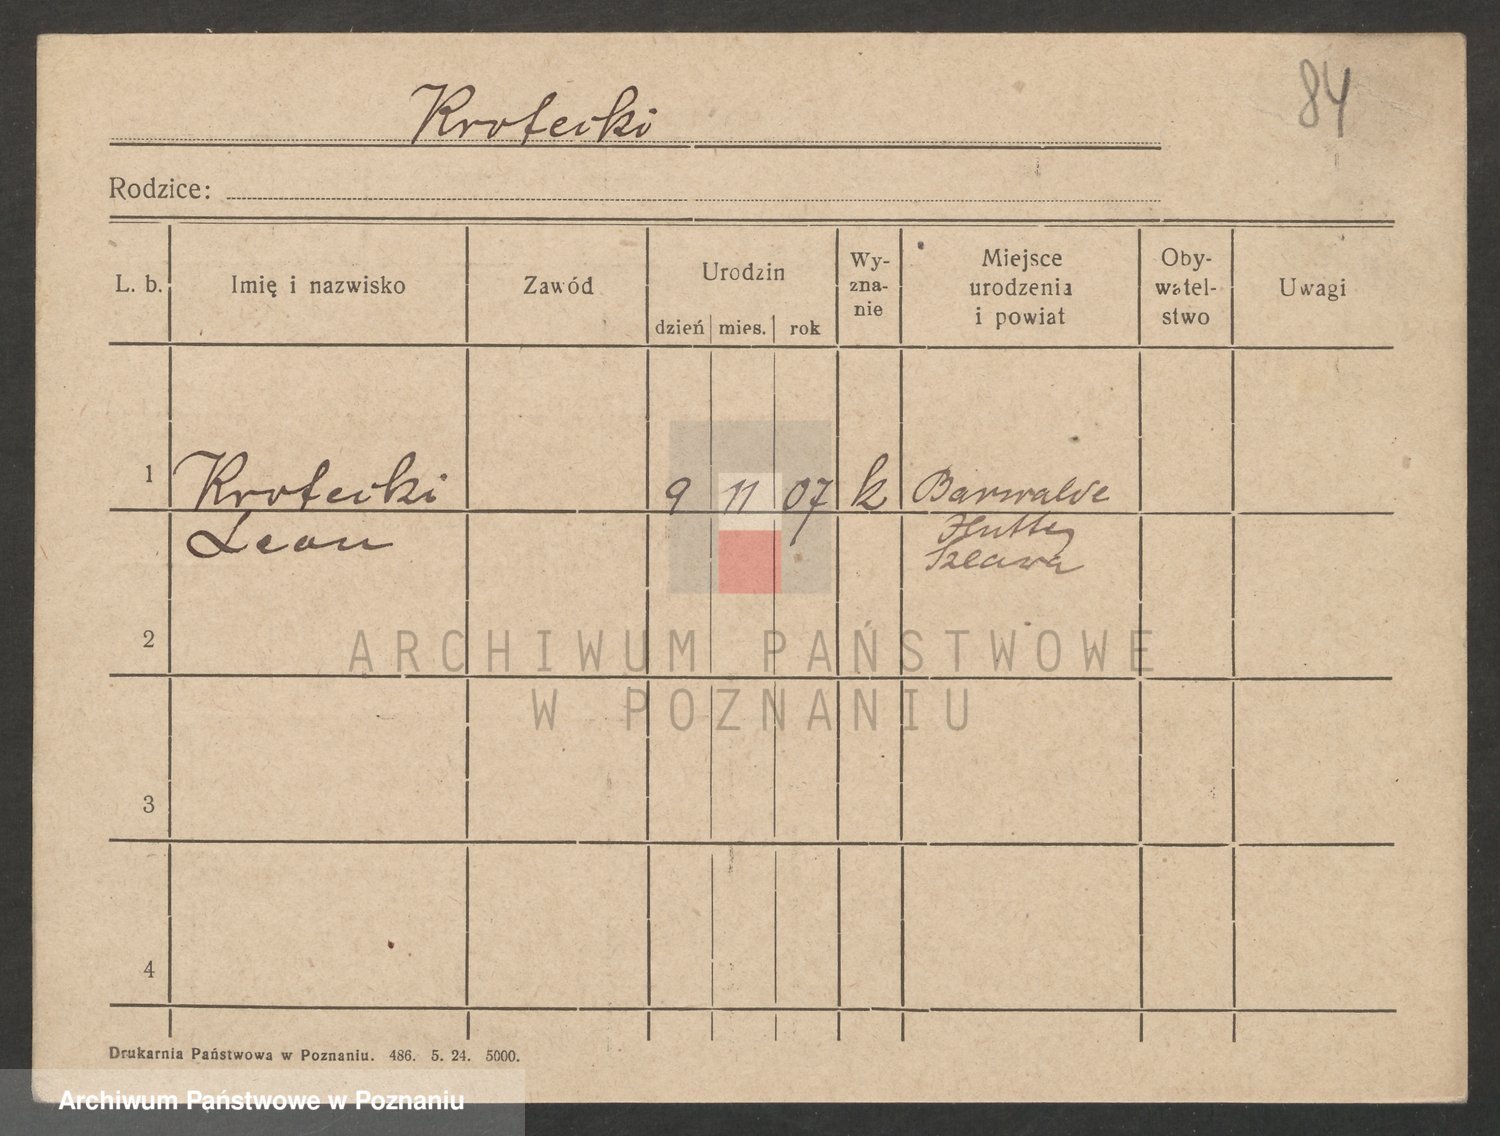 84
Krotecki
Rodzice:
L. b. Imię i nazwisko Zawód Urodzin dzień mies. rok Wy-zna-nie Miejsce urodzenia i powiat Oby-watel-stwo Uwagi
1 Krotecki 9 11 07 k Barwalde
Leon Hutte
Szlawa
2
ARCHIWUM PAŃSTWOWE
W POZNANIU
3
4
Drukarnia Państwowa w Poznaniu. 486. 5. 24. 5000.
Archiwum Państwowe w Poznaniu